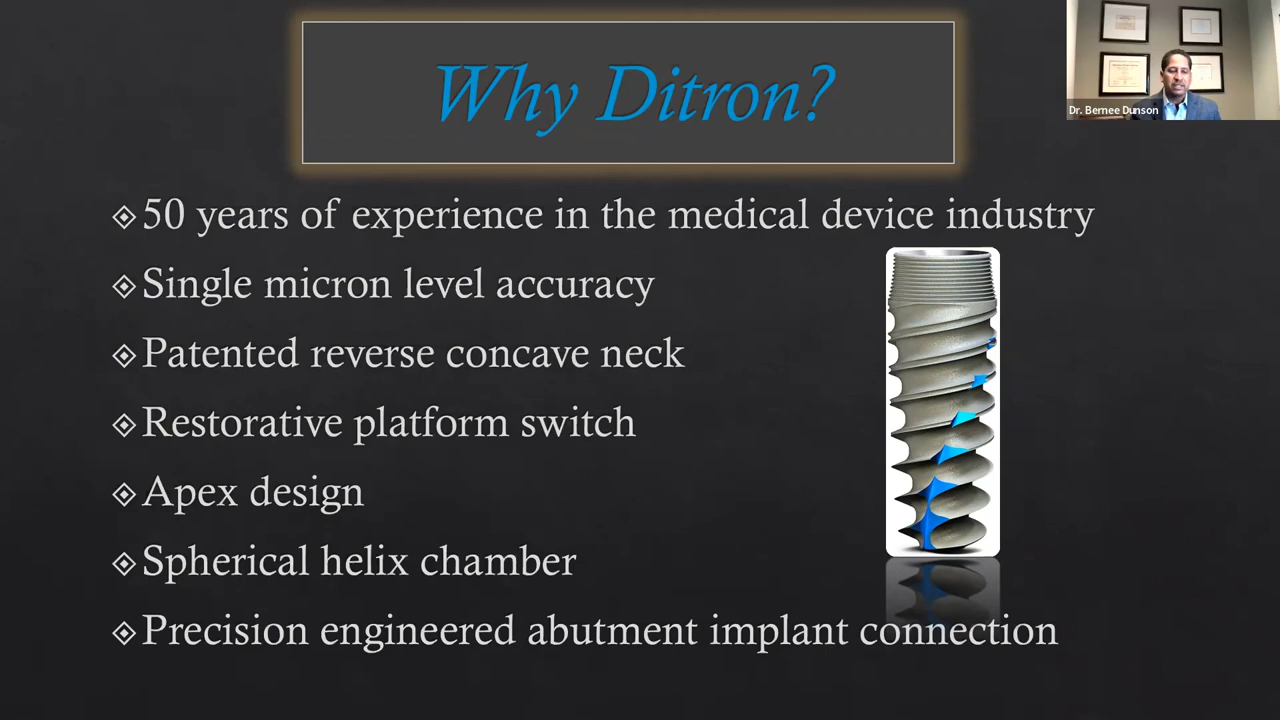 Why Ditron?
Dr. Bernee Dunson
50 years of experience in the medical device industry
Single micron level accuracy
Patented reverse concave neck
Restorative platform switch
Apex design
Spherical helix chamber
Precision engineered abutment implant connection